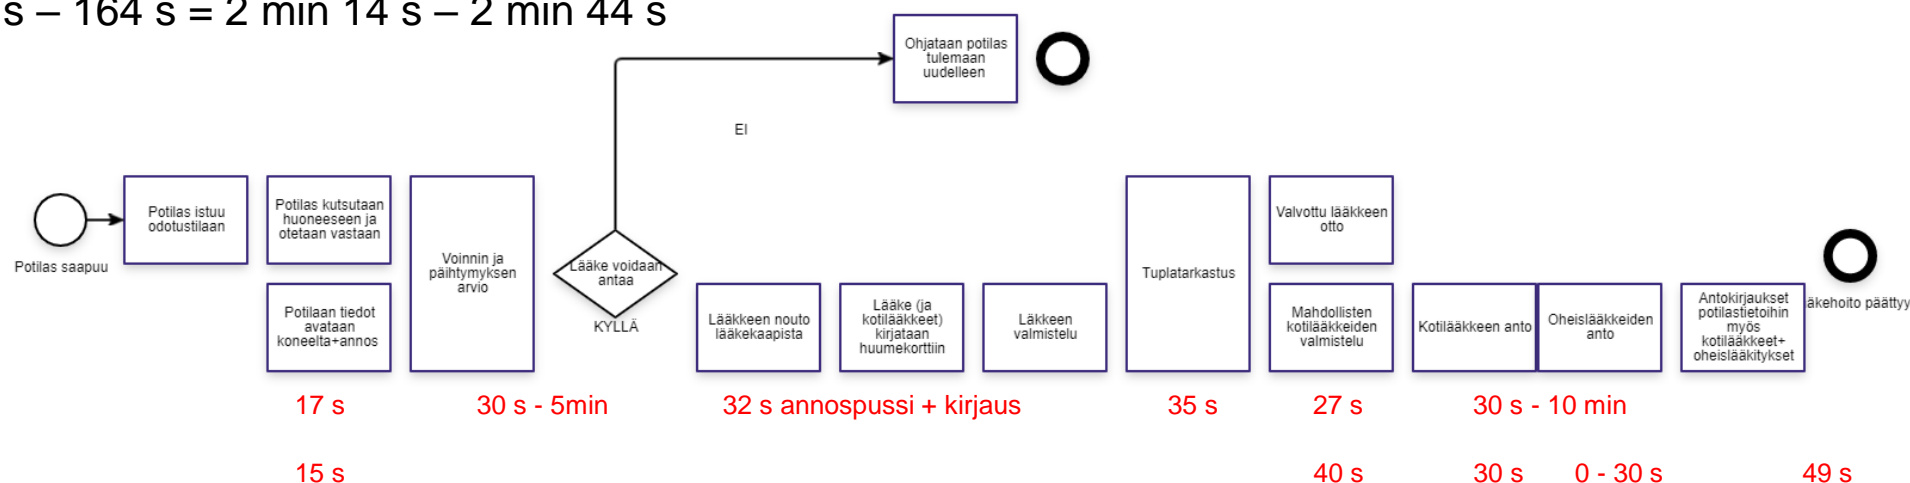 s – 164 s = 2 min 14 s – 2 min 44 s
Ohjataan potilas
tulemaan
uudelleen
EI
Potilas saapuu
Potilas istuu
odotustilaan
Potilas kutsutaan
huoneeseen ja
otetaan vastaan
Potilaan tiedot
avataan
koneelta+annos
Voinnin ja
päihtymyksen
arvio
Lääke voidaan
antaa
KYLLÄ
Lääkkeen nouto
lääkekaapista
Lääke (ja
kotilääkkeet)
kirjataan
huumekorttiin
Läkkeen
valmistelu
Tuplatarkastus
Valvottu lääkkeen
otto
Mahdollisten
kotilääkkeiden
valmistelu
Kotilääkkeen anto
Oheislääkkeiden
anto
Antokirjaukset
potilastietoihin
myös
kotilääkkeet+
oheislääkitykset
äkehoito päättyy
17 s
30 s - 5min
32 s annospussi + kirjaus
35 s
27 s
30 s - 10 min
15 s
40 s
30 s
0 - 30 s
49 s